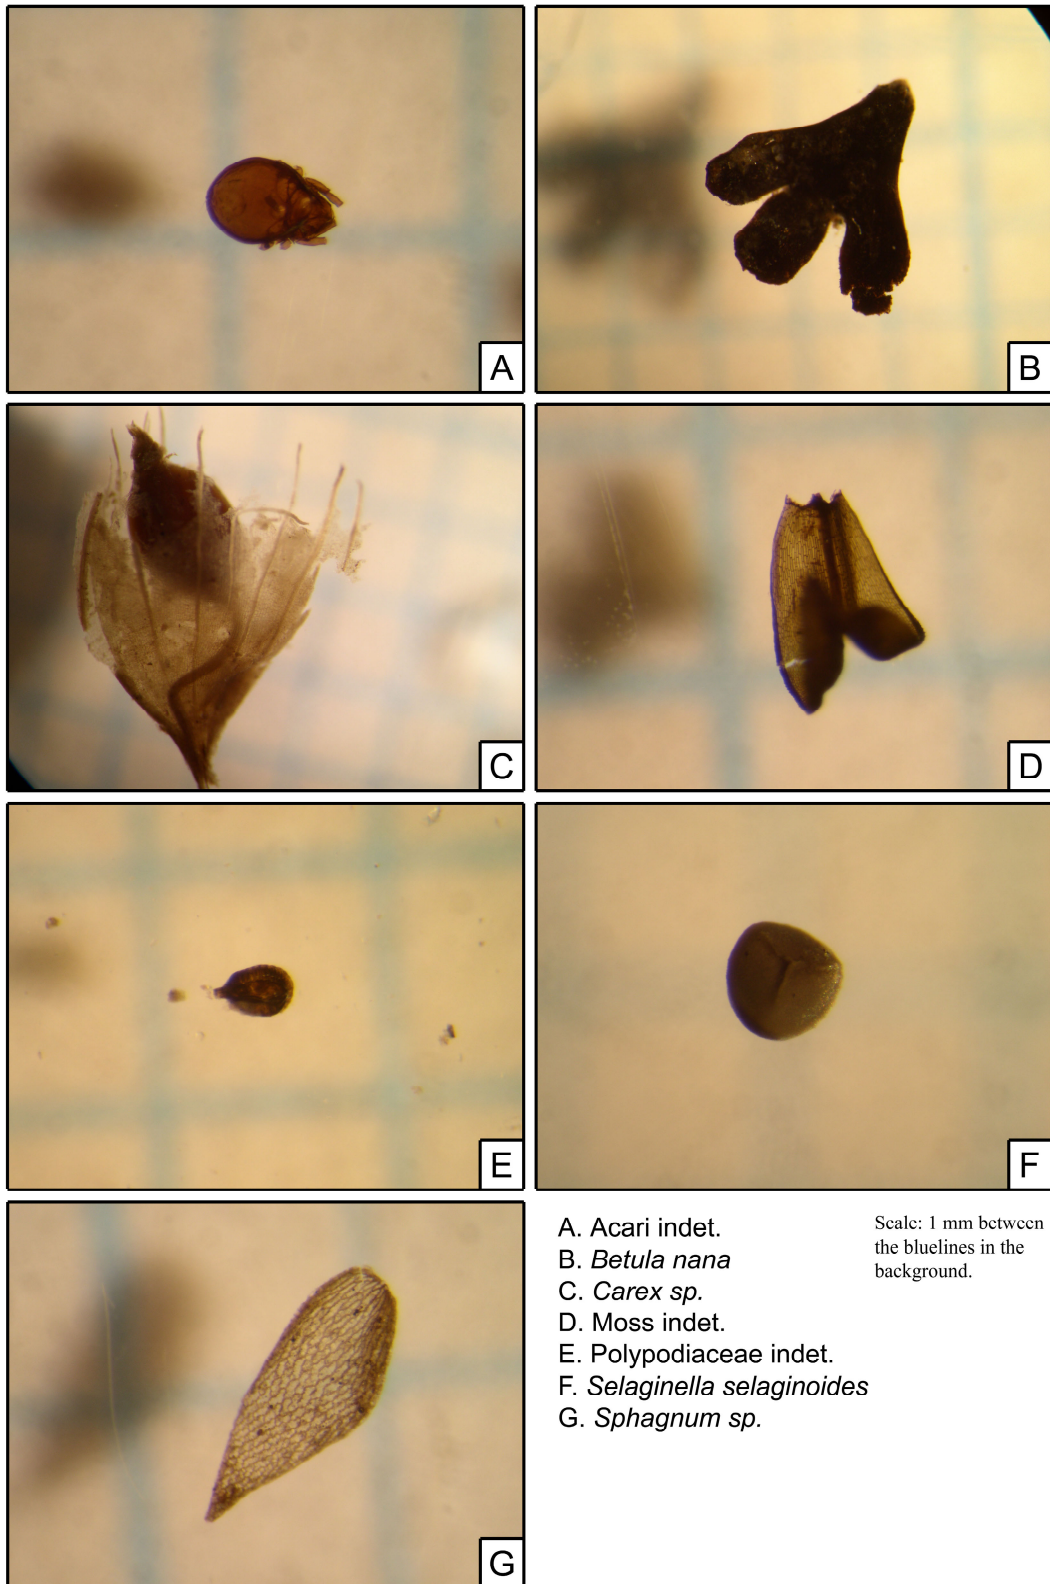 A
B
C
D
E
F
G
A. Acari indet.
B. Betula nana
C. Carex sp.
D. Moss indet.
E. Polypodiaceae indet.
F. Selaginella selaginoides
G. Sphagnum sp.
Scale: 1 mm between
the bluelines in the
background.